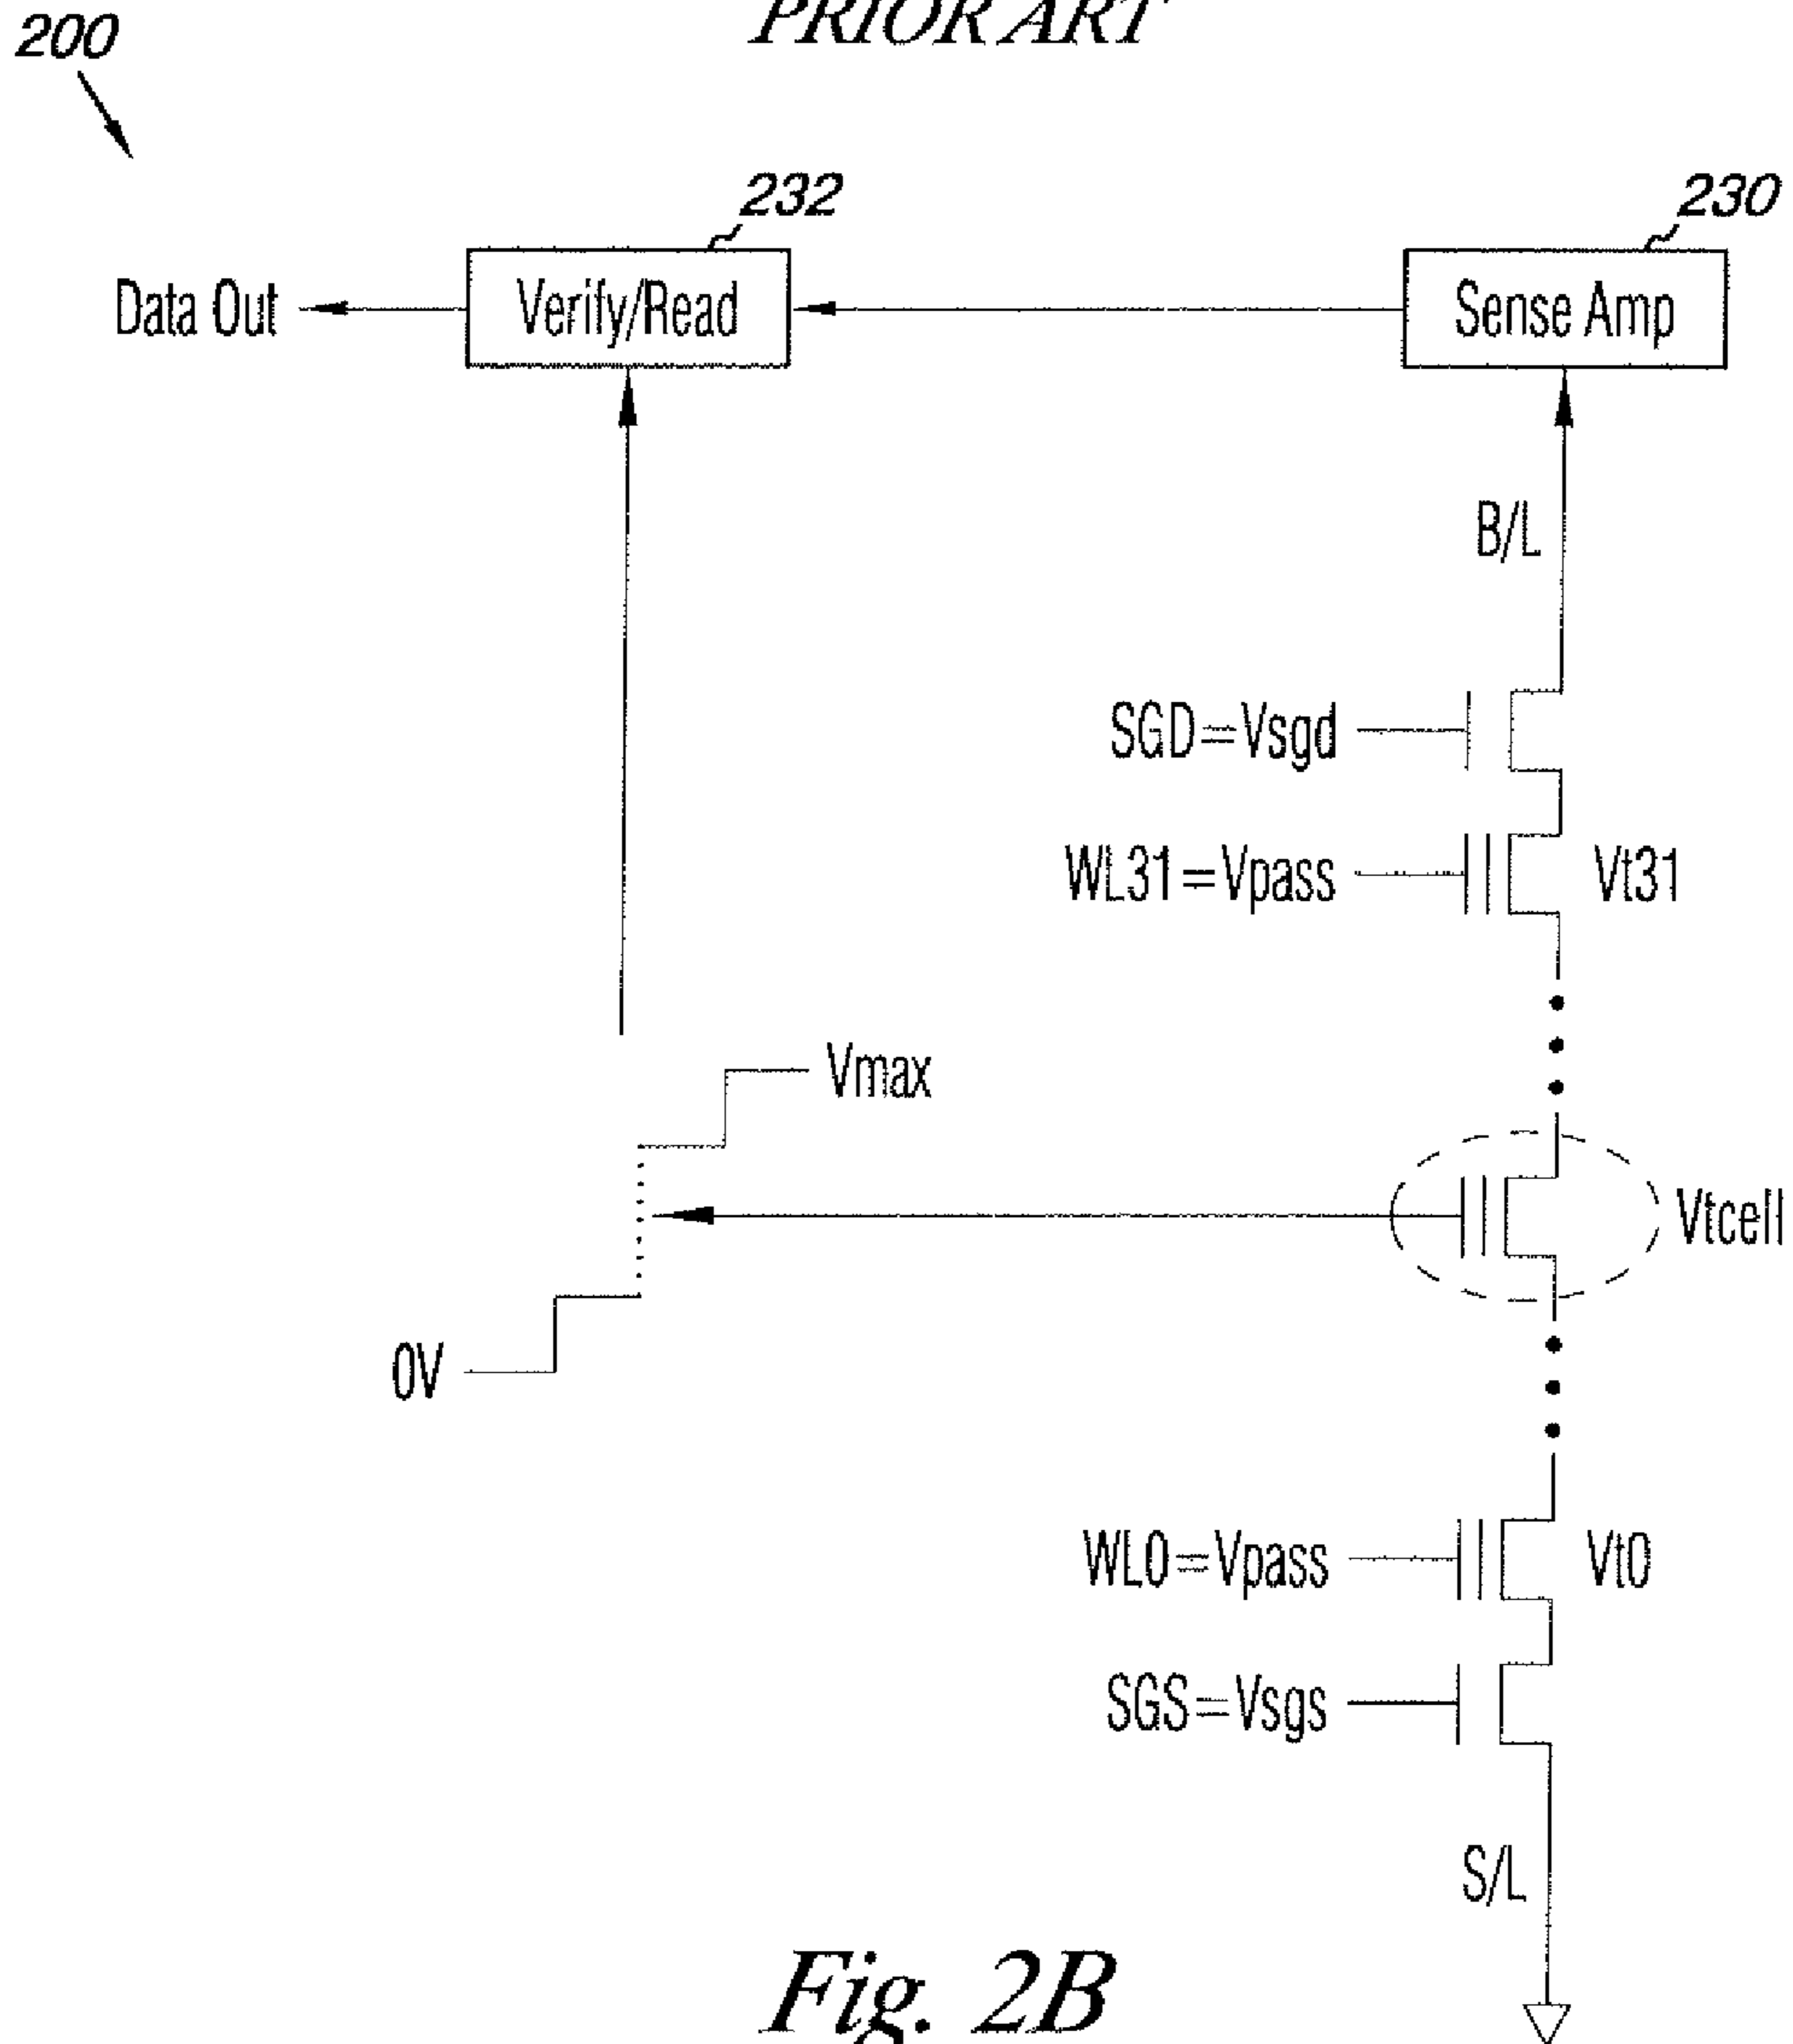 PRIOR ART
200
232
230
Data Out
Verify/Read
Sense Amp
B/L
SGD=Vsgd
WL31=Vpass
Vt31
Vmax
Vtcell
0V
WL0=Vpass
Vt0
SGS=Vsgs
S/L
Fig. 2B